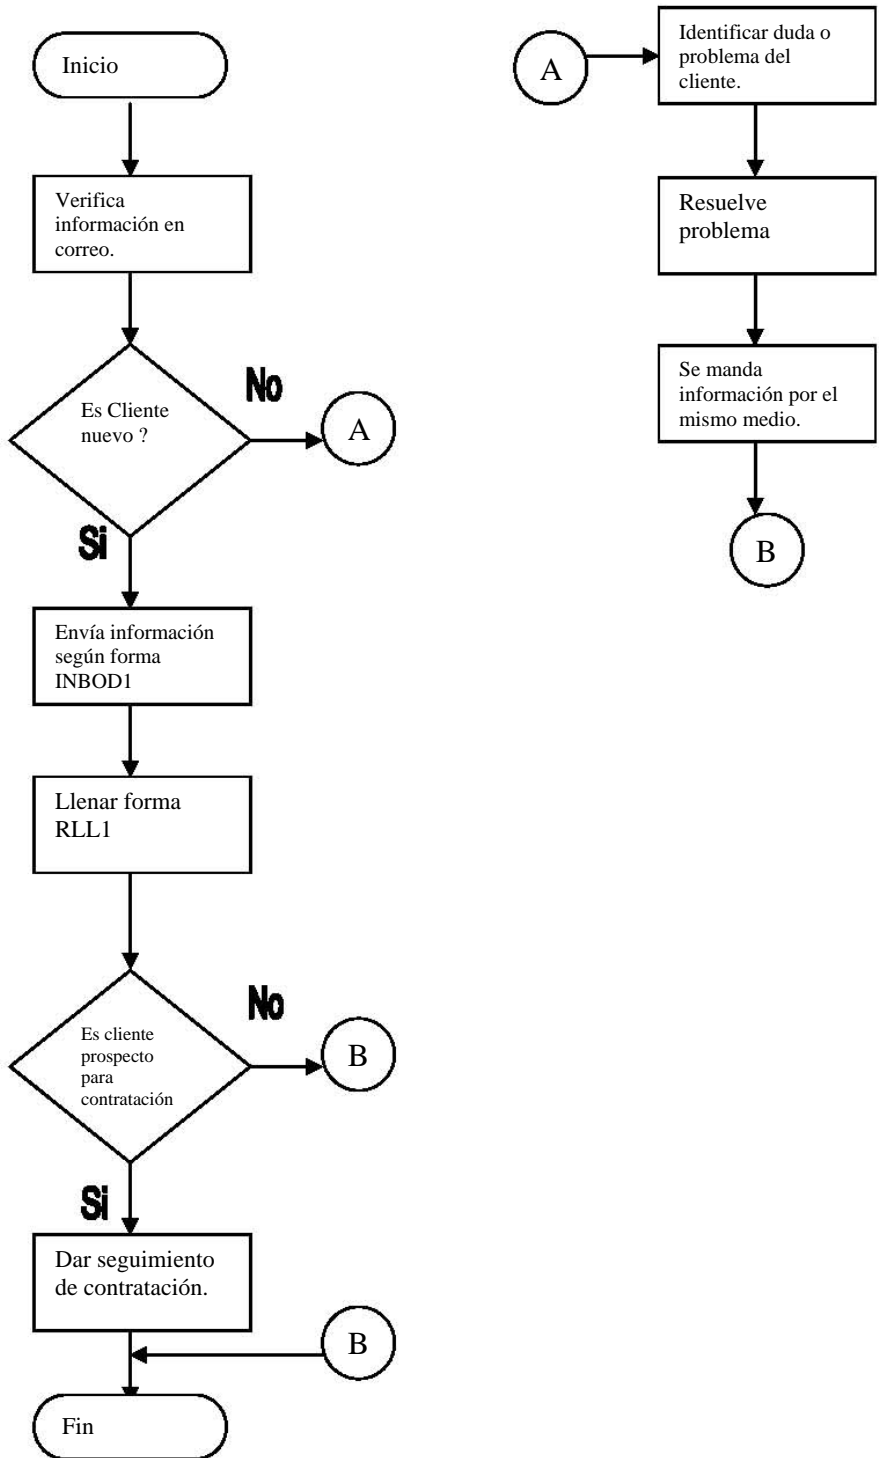 Inicio
Verifica
información en
correo.
Es Cliente
nuevo ?
No
A
Si
Envía información
según forma
INBOD1
Llenar forma
RLL1
Es cliente
prospecto
para
contratación
No
B
Si
Dar seguimiento
de contratación.
B
Fin
A
Identificar duda o
problema del
cliente.
Resuelve
problema
Se manda
información por el
mismo medio.
B